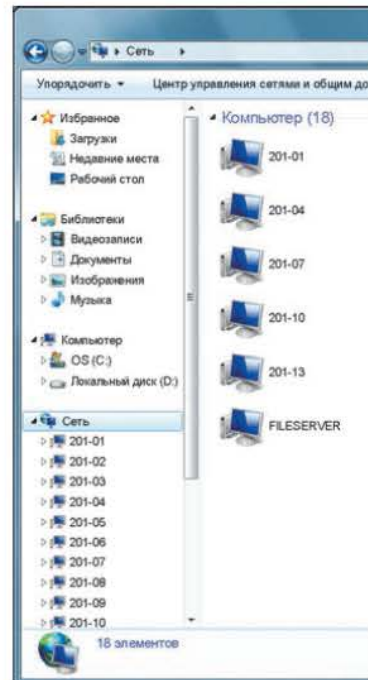 Сеть
Упорядочить Центр управления сетями и общим до
Избранное
Загрузки
Недавние места
Рабочий стол
Библиотеки
Видеозаписи
Документы
Изображения
Музыка
Компьютер
OS (C:)
Локальный диск (D:)
Сеть
201-01
201-02
201-03
201-04
201-05
201-06
201-07
201-08
201-09
201-10
Компьютер (18)
201-01
201-04
201-07
201-10
201-13
FILESERVER
18 элементов